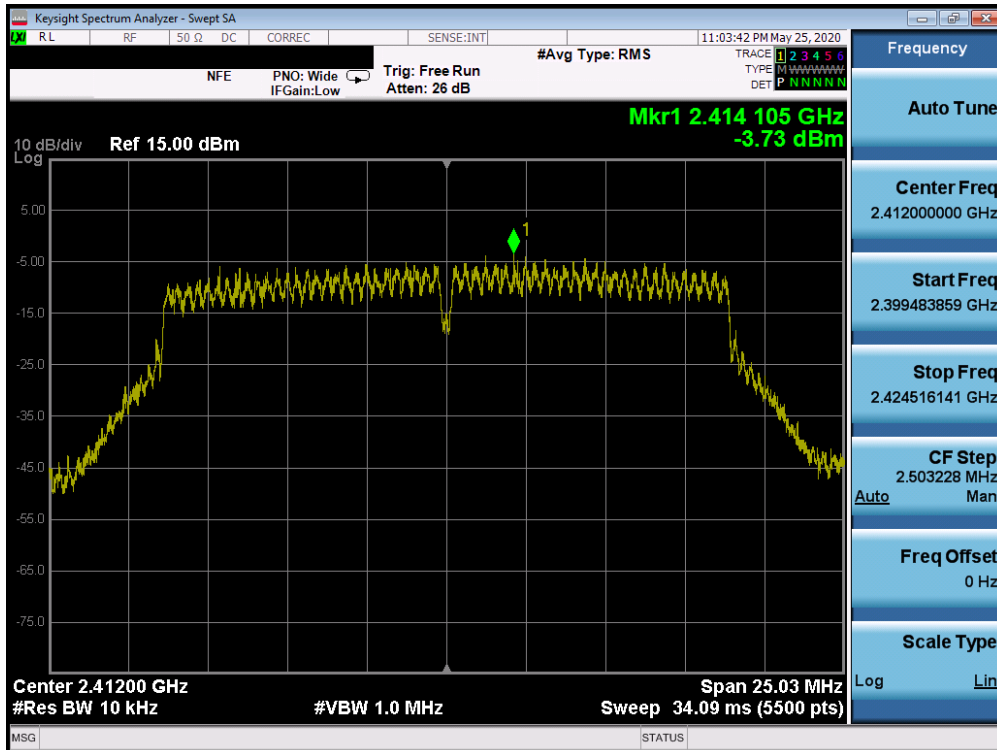 Keysight Spectrum Analyzer - Swept SA
LXI RL RF 50 Ω DC CORREC SENSE:INT 11:03:42 PM May 25, 2020
#Avg Type: RMS
TRACE 1 2 3 4 5 6
TYPE M W W W W W
DET P N N N N N
NFE PNO: Wide Trig: Free Run
IFGain:Low Atten: 26 dB
Mkr1 2.414 105 GHz
-3.73 dBm
10 dB/div Ref 15.00 dBm
Log
1
5.00
-5.00
-15.0
-25.0
-35.0
-45.0
-55.0
-65.0
-75.0
Center 2.41200 GHz Span 25.03 MHz
#Res BW 10 kHz #VBW 1.0 MHz Sweep 34.09 ms (5500 pts)
MSG STATUS
Frequency
Auto Tune
Center Freq
2.412000000 GHz
Start Freq
2.399483859 GHz
Stop Freq
2.424516141 GHz
CF Step
2.503228 MHz
Auto Man
Freq Offset
0 Hz
Scale Type
Log Lin